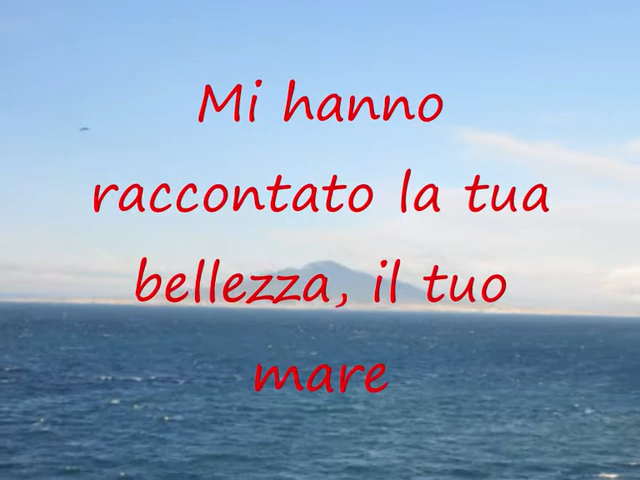 Mi hanno
raccontato la tua
bellezza, il tuo
mare